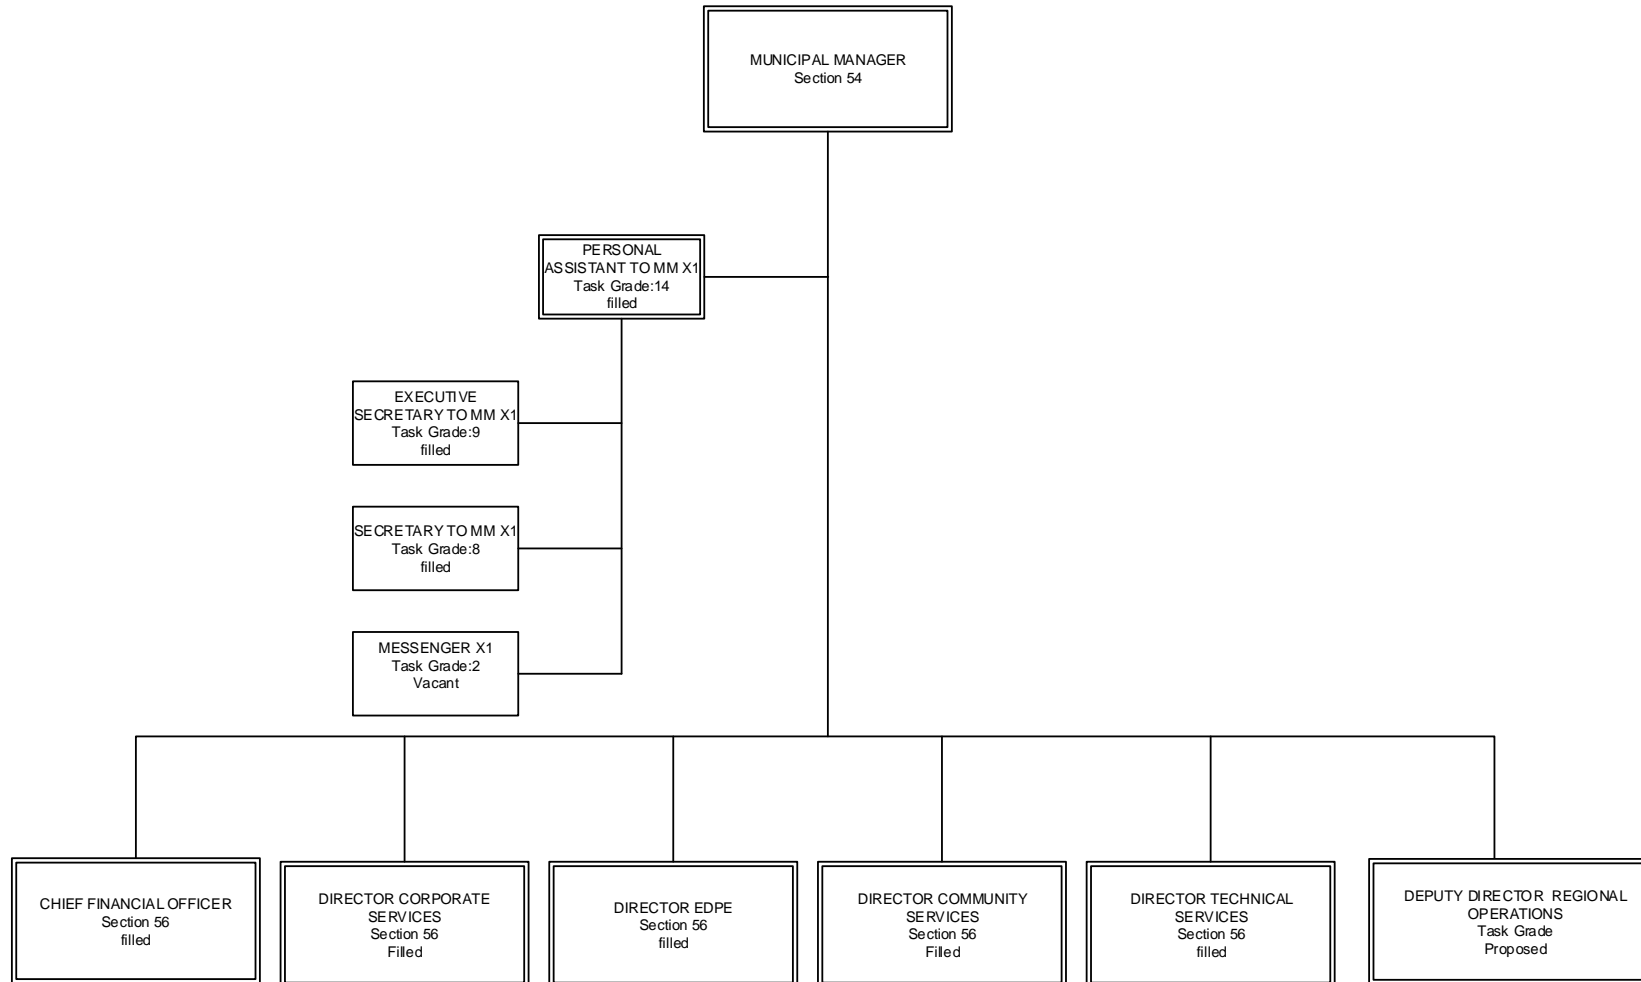 MUNICIPAL MANAGER
Section 54
PERSONAL
ASSISTANT TO MM X1
Task Grade:14
filled
EXECUTIVE
SECRETARY TO MM X1
Task Grade:9
filled
SECRETARY TO MM X1
Task Grade:8
filled
MESSENGER X1
Task Grade:2
Vacant
CHIEF FINANCIAL OFFICER
Section 56
filled
DIRECTOR CORPORATE
SERVICES
Section 56
Filled
DIRECTOR EDPE
Section 56
filled
DIRECTOR COMMUNITY
SERVICES
Section 56
Filled
DIRECTOR TECHNICAL
SERVICES
Section 56
filled
DEPUTY DIRECTOR REGIONAL
OPERATIONS
Task Grade
Proposed